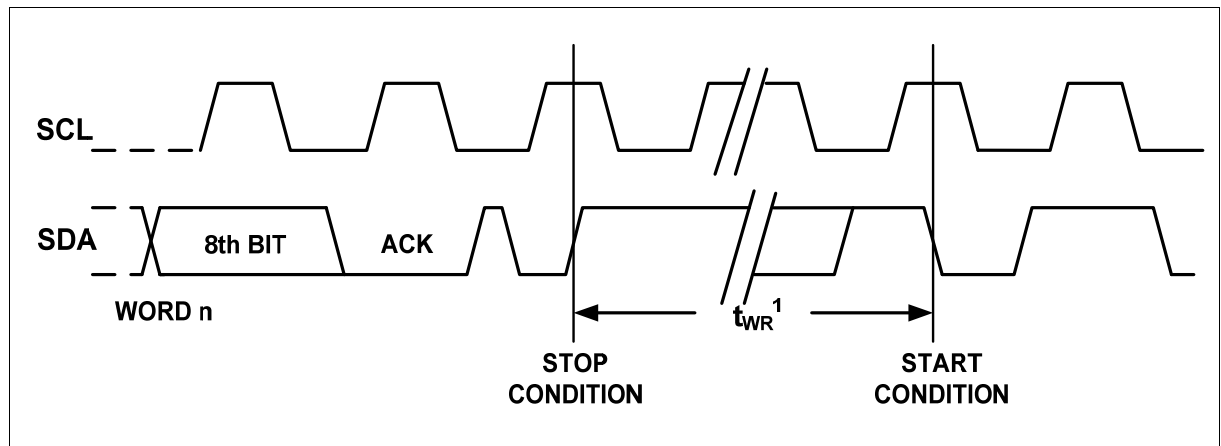 SCL
SDA
8th BIT
ACK
WORD n
tWR1
STOP
CONDITION
START
CONDITION